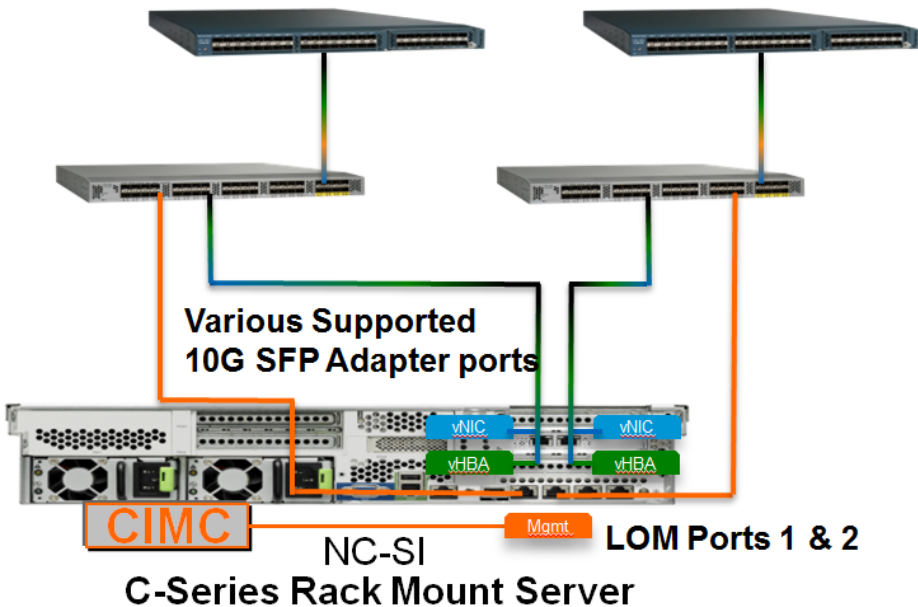 Various Supported
10G SFP Adapter ports
vNIC
vNIC
vHBA
vHBA
CIMC
Mgmt
LOM Ports 1 & 2
NC-SI
C-Series Rack Mount Server